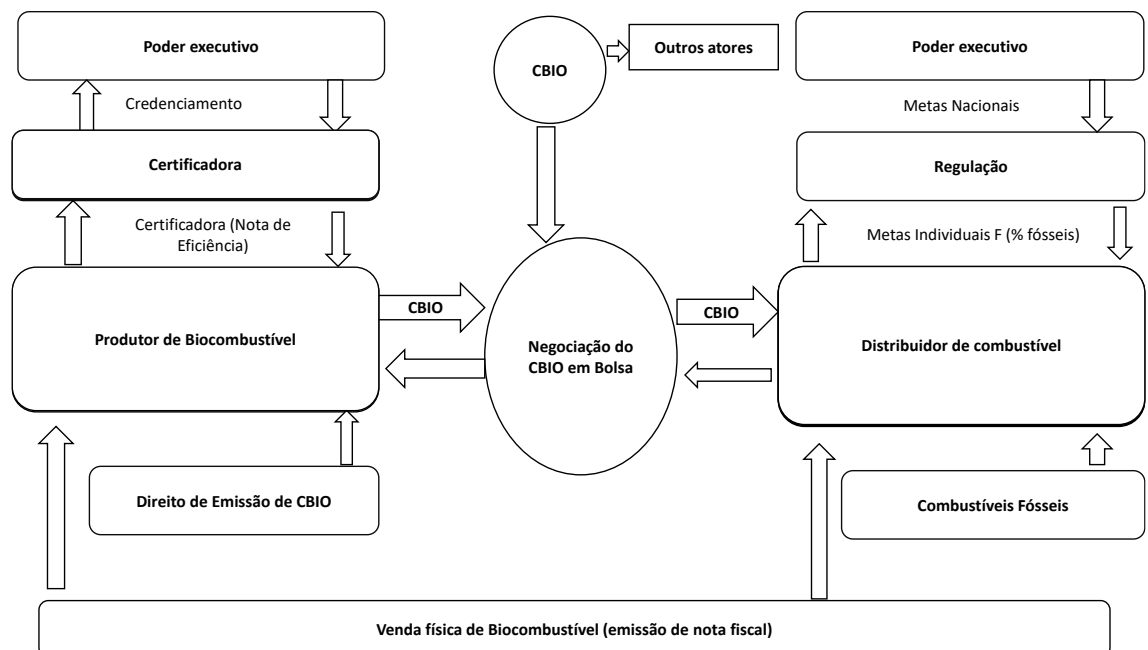 Poder executivo
CBIO
Outros atores
Poder executivo
Credenciamento
Metas Nacionais
Certificadora
Regulação
Certificadora (Nota de
Eficiência)
Metas Individuais F (% fósseis)
CBIO
CBIO
Produtor de Biocombustível
Negociação do
CBIO em Bolsa
Distribuidor de combustível
Direito de Emissão de CBIO
Combustíveis Fósseis
Venda física de Biocombustível (emissão de nota fiscal)